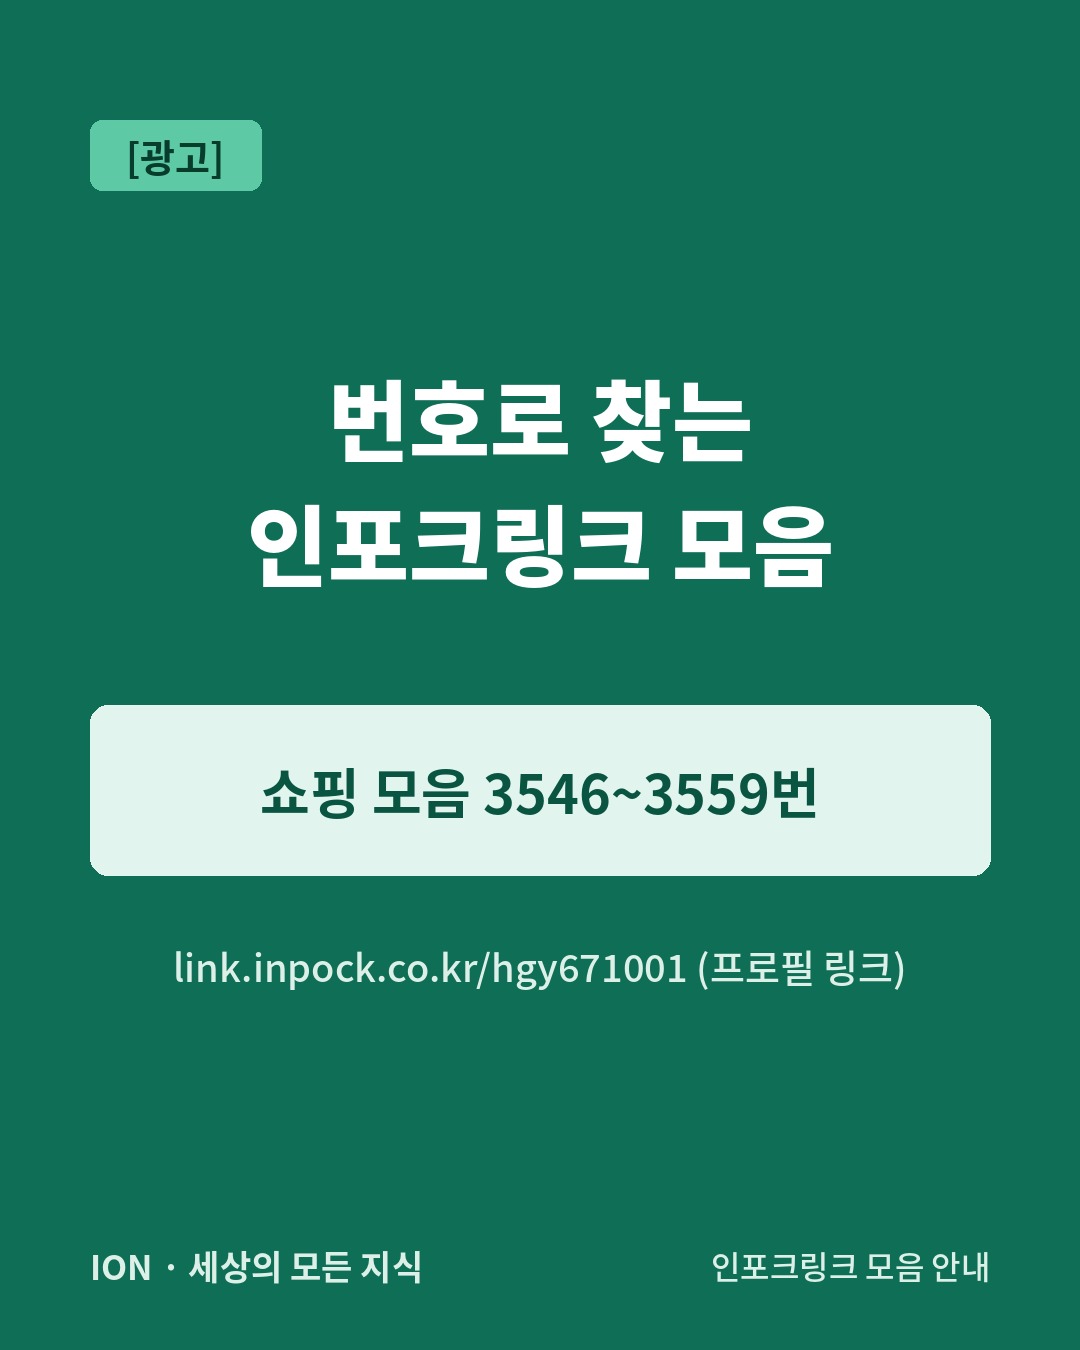 [광고]
번호로 찾는
인포크링크 모음
쇼핑 모음 3546~3559번
link.inpock.co.kr/hgy671001 (프로필 링크)
ION · 세상의 모든 지식
인포크링크 모음 안내